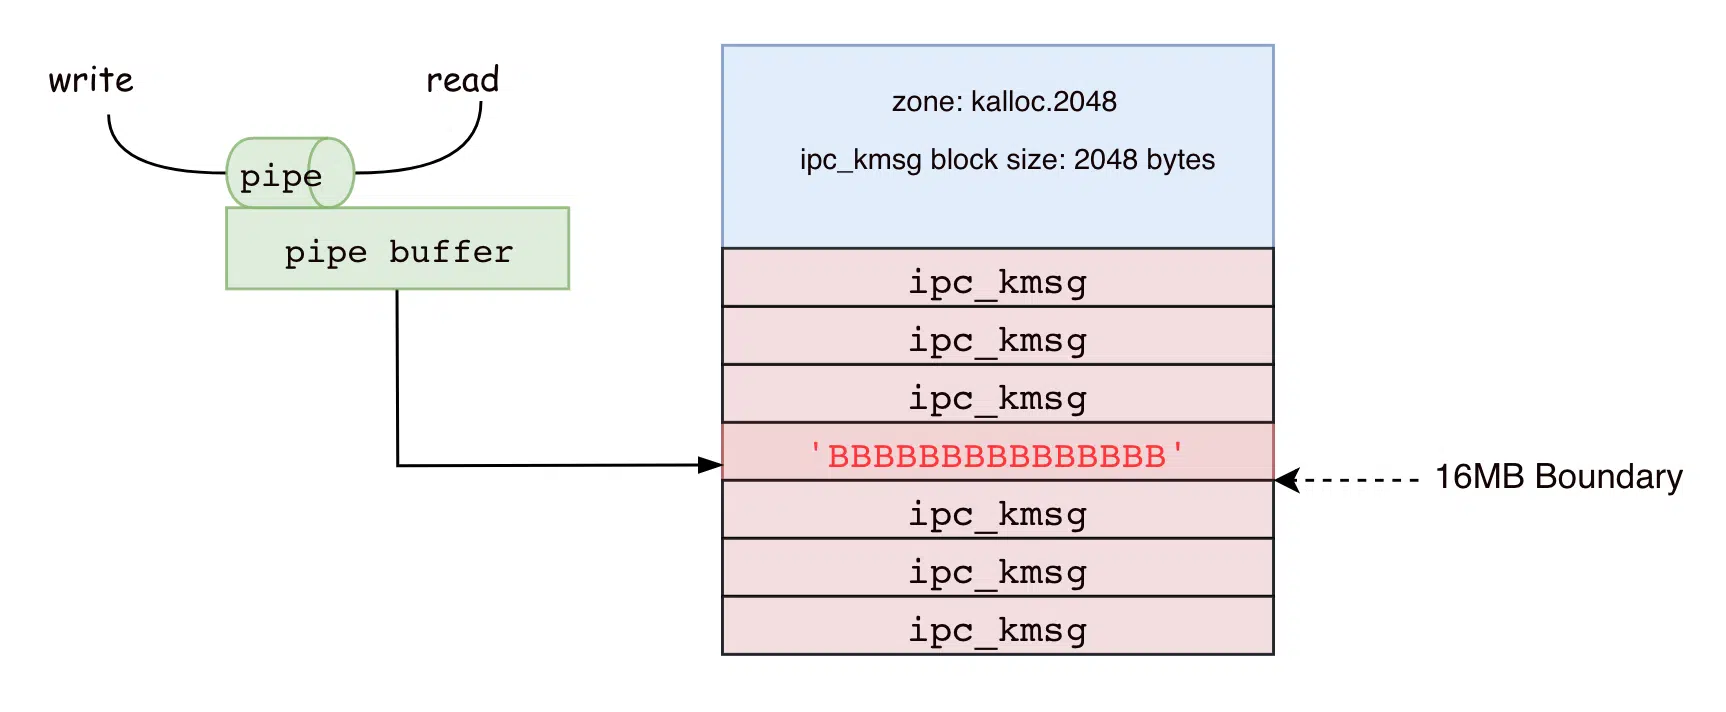 write
read
pipe
pipe buffer
zone: kalloc.2048
ipc_kmsg block size: 2048 bytes
ipc_kmsg
ipc_kmsg
ipc_kmsg
'BBBBBBBBBBBBBBB'
16MB Boundary
ipc_kmsg
ipc_kmsg
ipc_kmsg